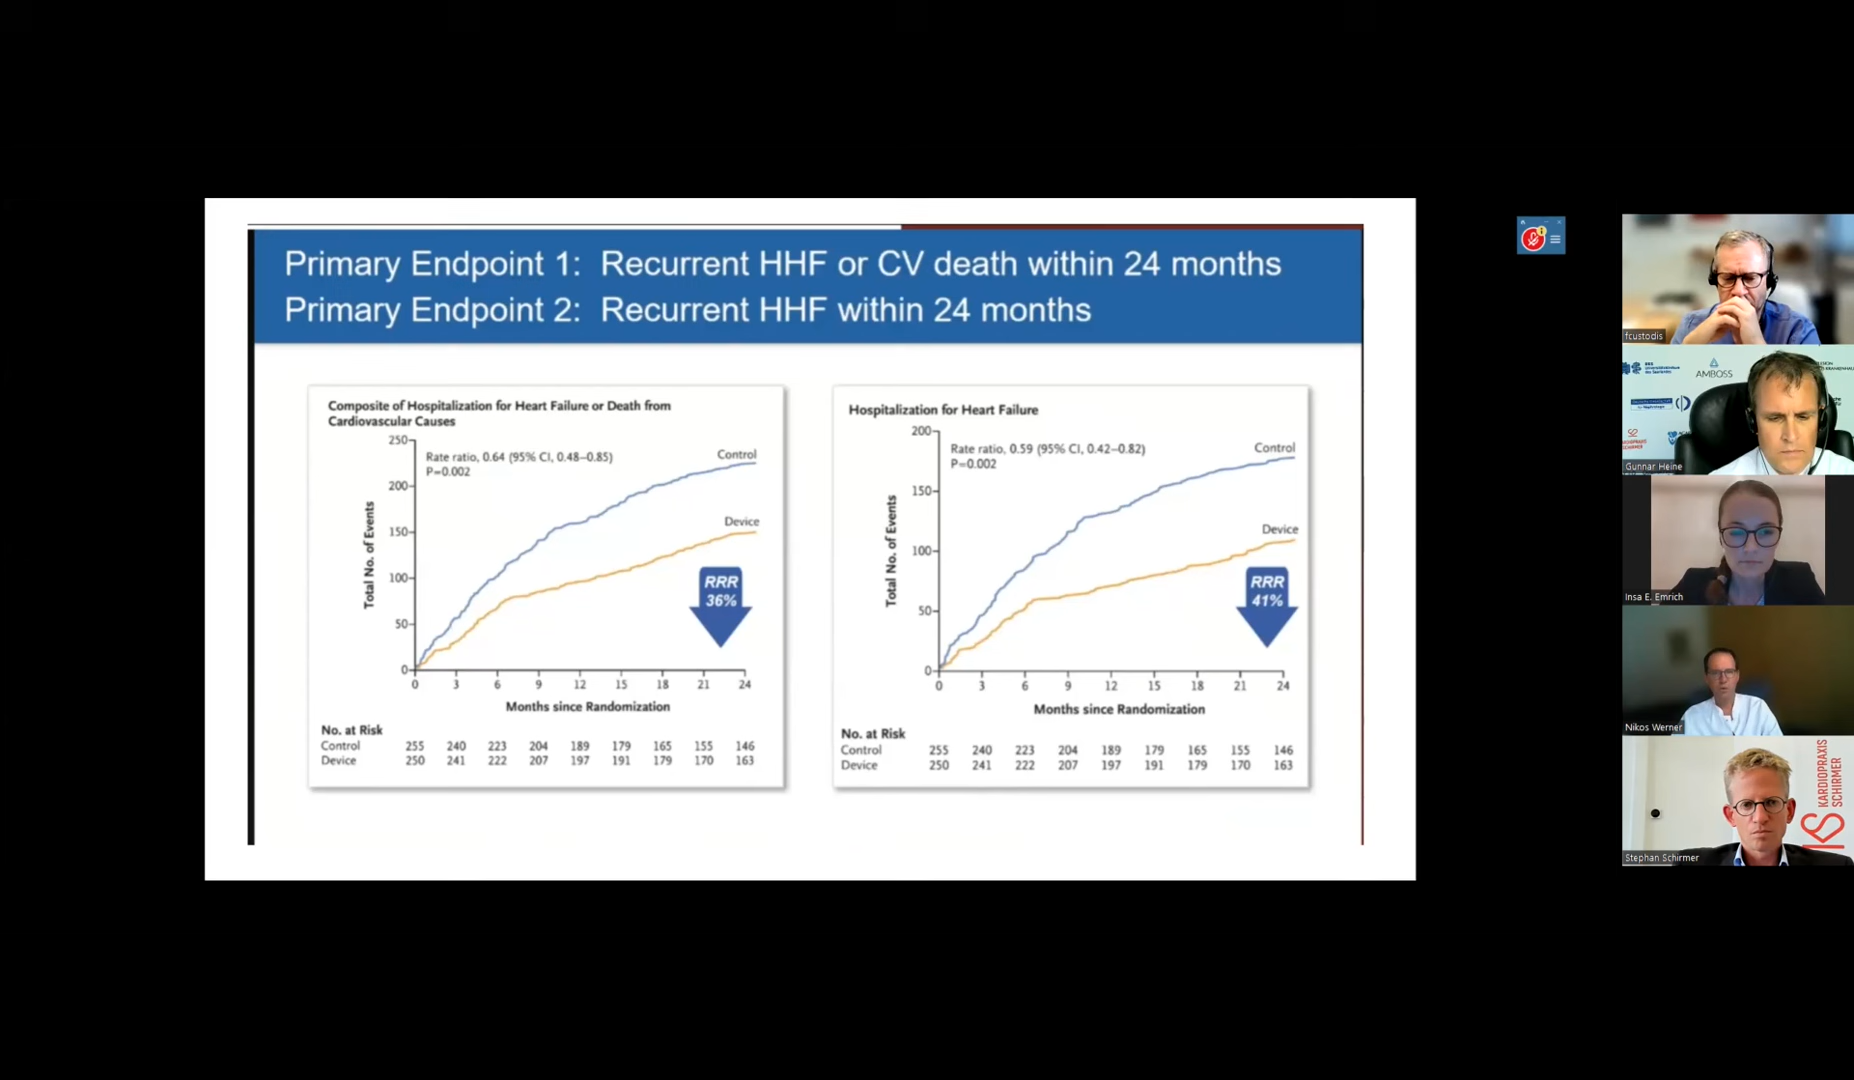 Primary Endpoint 1: Recurrent HHF or CV death within 24 months
Primary Endpoint 2: Recurrent HHF within 24 months
Composite of Hospitalization for Heart Failure or Death from
Cardiovascular Causes
Rate ratio, 0.64 (95% CI, 0.48–0.85)
P=0.002
Control
Device
RRR
36%
Total No. of Events
250
200
150
100
50
0
0 3 6 9 12 15 18 21 24
Months since Randomization
No. at Risk
Control 255 240 223 204 189 179 165 155 146
Device 250 241 222 207 197 191 179 170 163
Hospitalization for Heart Failure
Rate ratio, 0.59 (95% CI, 0.42–0.82)
P=0.002
Control
Device
RRR
41%
Total No. of Events
200
150
100
50
0
0 3 6 9 12 15 18 21 24
Months since Randomization
No. at Risk
Control 255 240 223 204 189 179 165 155 146
Device 250 241 222 207 197 191 179 170 163
fcustodis
AMBOSS
Gunnar Heine
Insa E. Emrich
Nikos Werner
KARDIOPRAXIS
SCHIRMER
Stephan Schirmer